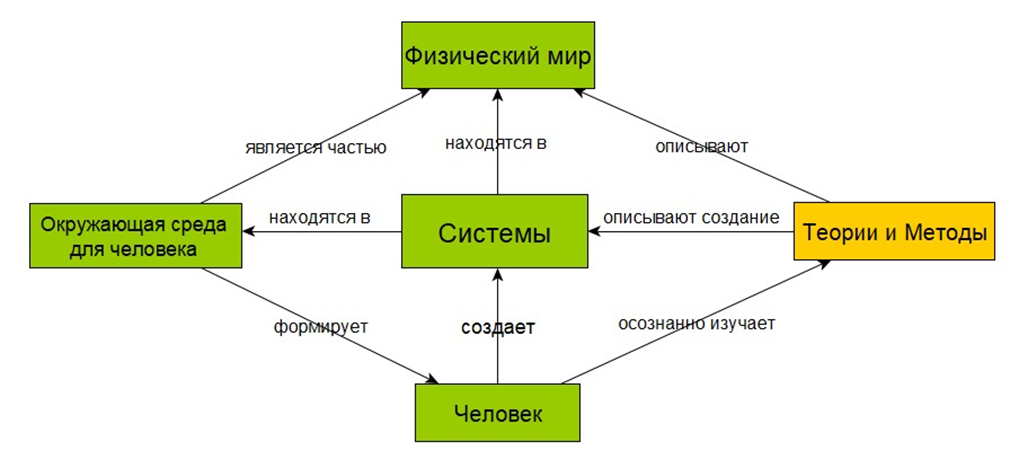 Физический мир
является частью
находятся в
описывают
Окружающая среда
для человека
находятся в
Системы
описывают создание
Теории и Методы
формирует
создает
осознанно изучает
Человек